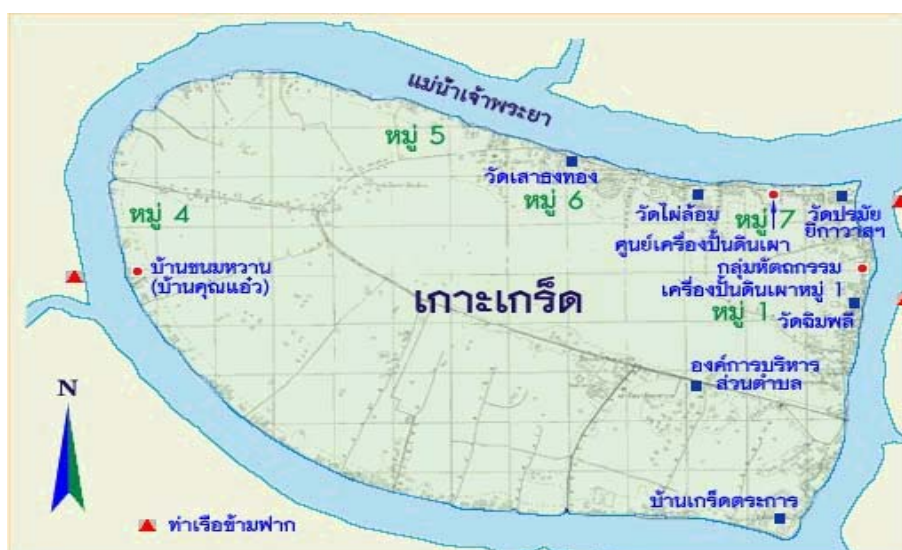 แม่น้ำเจ้าพระยา
หมู่ 5
วัดเสาธงทอง
หมู่ 6
วัดไผ่ล้อม
หมู่ 7
วัดปรมัย
ยิกาวาสฯ
ศูนย์เครื่องปั้นดินเผา
หมู่ 4
บ้านขนมหวาน
(บ้านคุณแอ๋ว)
กลุ่มหัตถกรรม
เครื่องปั้นดินเผาหมู่ 1
เกาะเกร็ด
หมู่ 1
วัดฉิมพลี
องค์การบริหาร
ส่วนตำบล
N
บ้านเกร็ดตระการ
ท่าเรือข้ามฟาก